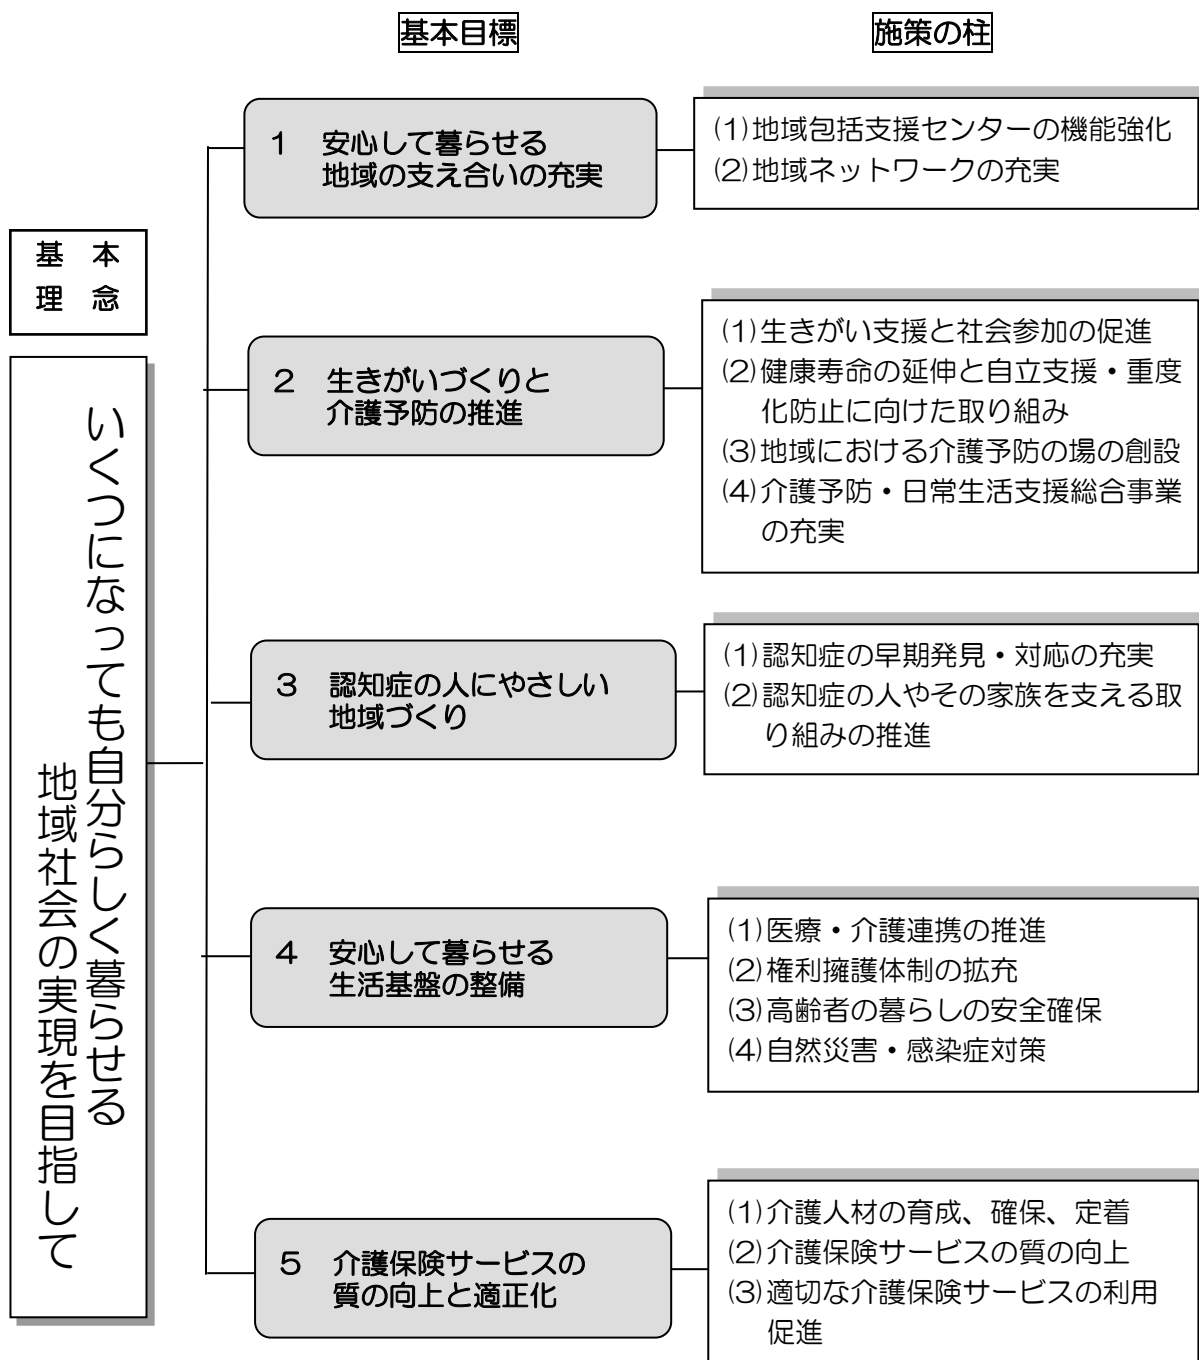 基本目標
施策の柱
基　本
理　念
いくつになっても自分らしく暮らせる
地域社会の実現を目指して
１　安心して暮らせる
地域の支え合いの充実
(1)地域包括支援センターの機能強化
(2)地域ネットワークの充実
２　生きがいづくりと
介護予防の推進
(1)生きがい支援と社会参加の促進
(2)健康寿命の延伸と自立支援・重度
化防止に向けた取り組み
(3)地域における介護予防の場の創設
(4)介護予防・日常生活支援総合事業
の充実
３　認知症の人にやさしい
地域づくり
(1)認知症の早期発見・対応の充実
(2)認知症の人やその家族を支える取
り組みの推進
４　安心して暮らせる
生活基盤の整備
(1)医療・介護連携の推進
(2)権利擁護体制の拡充
(3)高齢者の暮らしの安全確保
(4)自然災害・感染症対策
５　介護保険サービスの
質の向上と適正化
(1)介護人材の育成、確保、定着
(2)介護保険サービスの質の向上
(3)適切な介護保険サービスの利用
促進